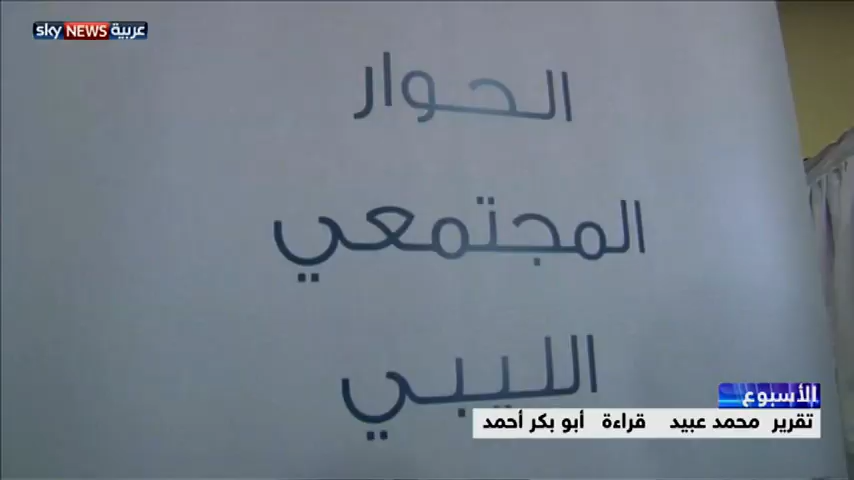 sky NEWS عربية
الحوار
المجتمعي
الليبي
الأسبوع
تقرير محمد عبيد قراءة أبو بكر أحمد